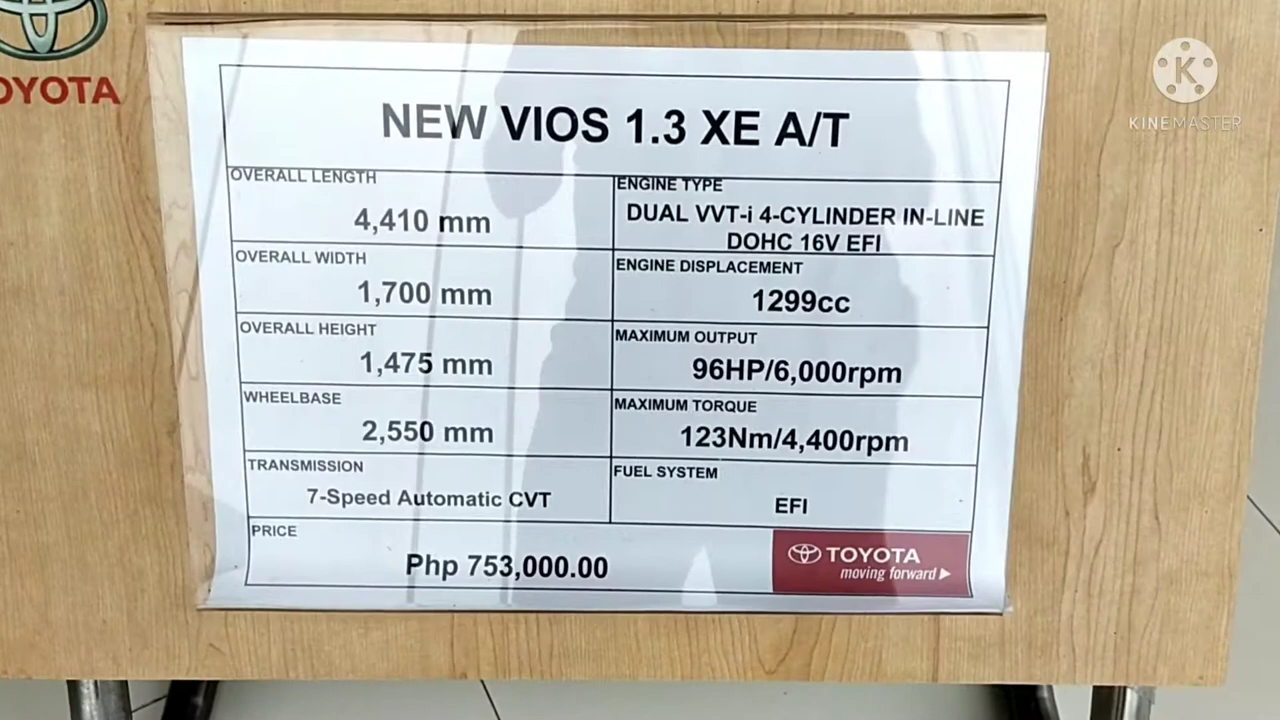 OYOTA
K
KINEMASTER
NEW VIOS 1.3 XE A/T
OVERALL LENGTH
4,410 mm
ENGINE TYPE
DUAL VVT-i 4-CYLINDER IN-LINE
DOHC 16V EFI
OVERALL WIDTH
1,700 mm
ENGINE DISPLACEMENT
1299cc
OVERALL HEIGHT
1,475 mm
MAXIMUM OUTPUT
96HP/6,000rpm
WHEELBASE
2,550 mm
MAXIMUM TORQUE
123Nm/4,400rpm
TRANSMISSION
7-Speed Automatic CVT
FUEL SYSTEM
EFI
PRICE
Php 753,000.00
TOYOTA
moving forward